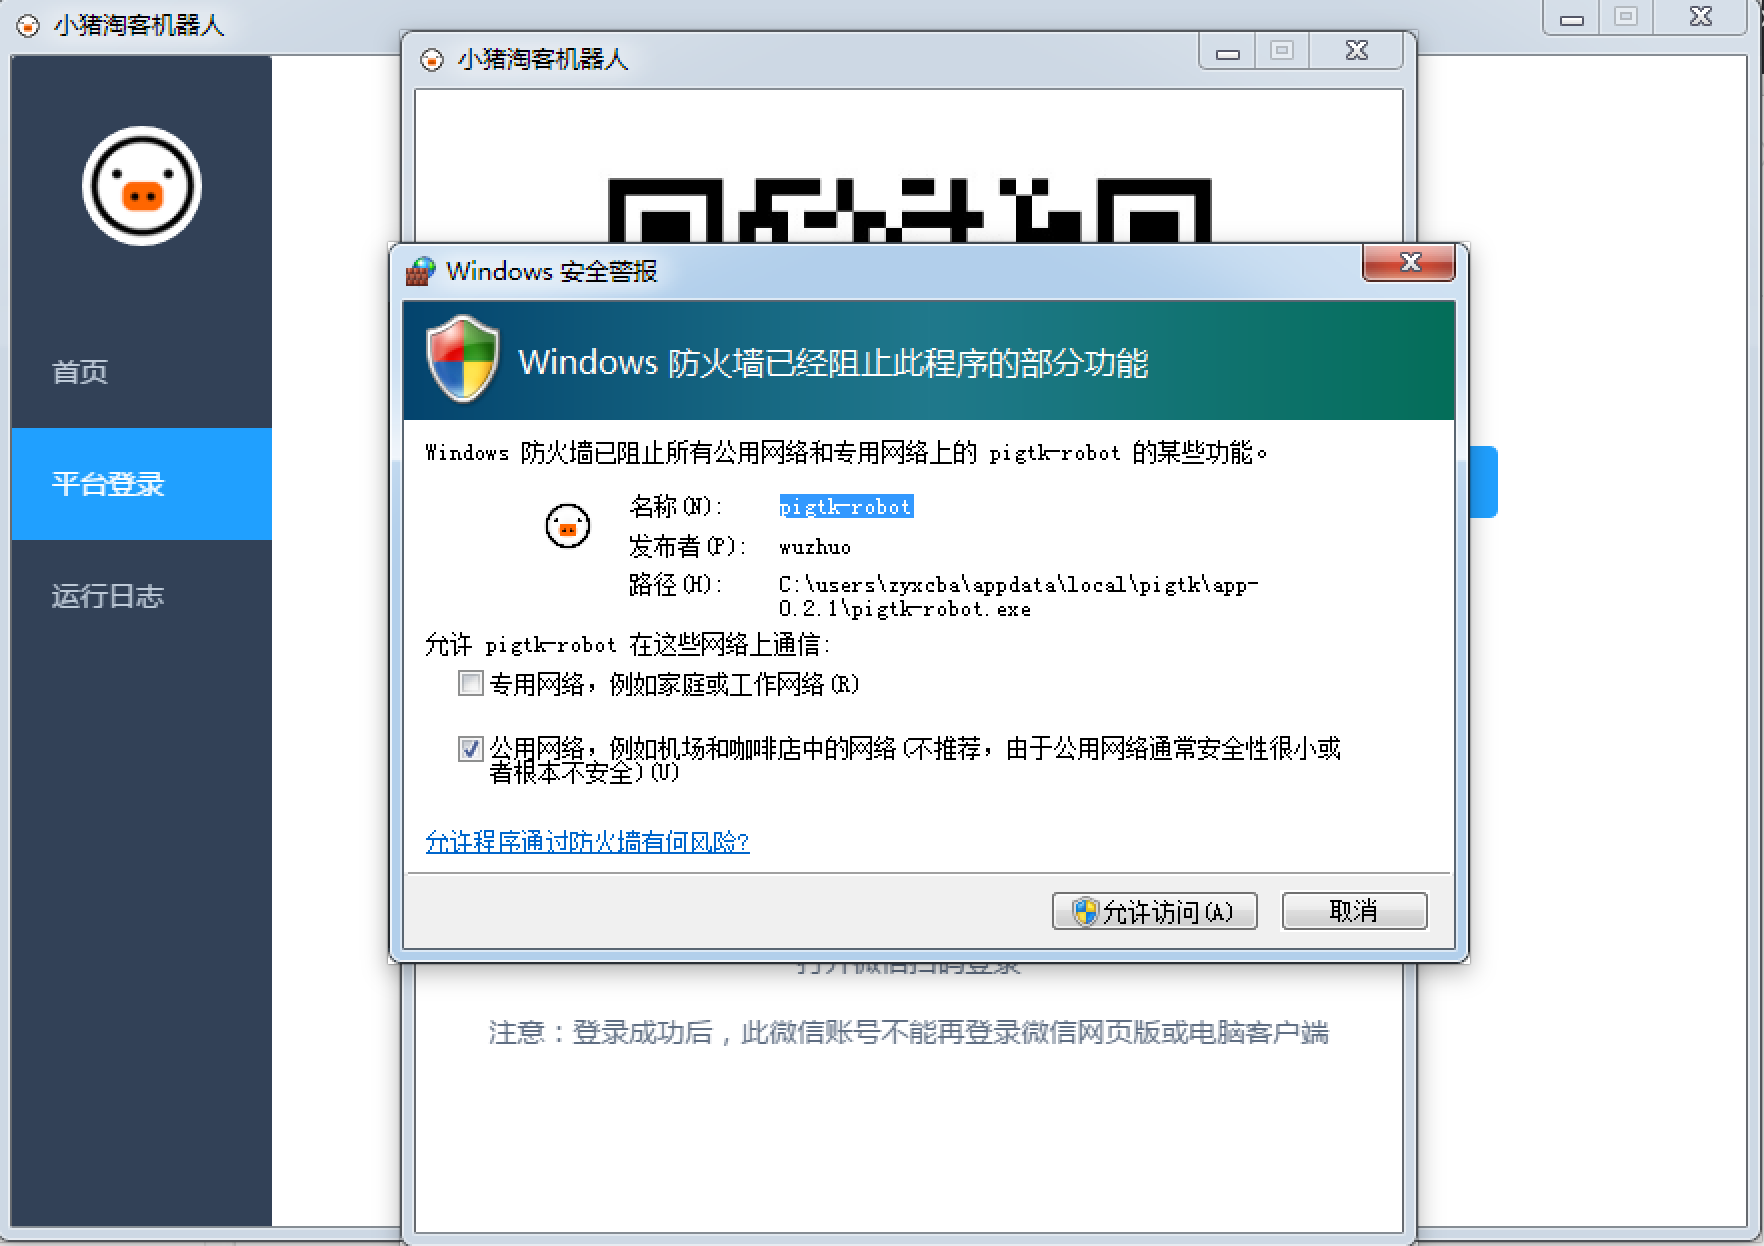 小猪淘客机器人
小猪淘客机器人
首页
平台登录
运行日志
Windows 安全警报
Windows 防火墙已经阻止此程序的部分功能
Windows 防火墙已阻止所有公用网络和专用网络上的 pigtk-robot 的某些功能。
名称(N): pigtk-robot
发布者(P): wuzhuo
路径(H): C:\users\zyxcba\appdata\local\pigtk\app-
0.2.1\pigtk-robot.exe
允许 pigtk-robot 在这些网络上通信:
专用网络，例如家庭或工作网络(R)
公用网络，例如机场和咖啡店中的网络(不推荐，由于公用网络通常安全性很小或
者根本不安全)(U)
允许程序通过防火墙有何风险?
允许访问(A) 取消
打开微信扫码登录
注意：登录成功后，此微信账号不能再登录微信网页版或电脑客户端